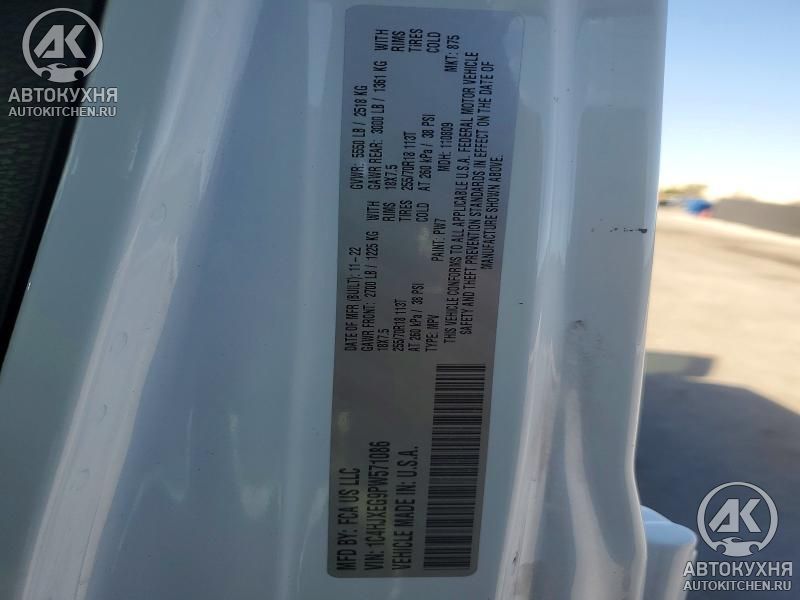 AK
АВТОКУХНЯ
AUTOKITCHEN.RU
MFD BY: FCA US LLC
DATE OF MFR (BUILT): 11-22
GVWR: 5550 LB / 2518 KG
GAWR FRONT: 2700 LB / 1225 KG WITH
18X7.5 RIMS
255/70R18 113T TIRES
AT 260 kPa / 38 PSI COLD
GAWR REAR: 3000 LB / 1361 KG WITH
18X7.5 RIMS
255/70R18 113T TIRES
AT 260 kPa / 38 PSI COLD
VIN: 1C4HJXEG9PW571086
TYPE: MPV PAINT: PW7 MDH: 110809 MKT: 875
VEHICLE MADE IN: U.S.A.
THIS VEHICLE CONFORMS TO ALL APPLICABLE U.S.A. FEDERAL MOTOR VEHICLE
SAFETY AND THEFT PREVENTION STANDARDS IN EFFECT ON THE DATE OF
MANUFACTURE SHOWN ABOVE.
AK
АВТОКУХНЯ
AUTOKITCHEN.RU